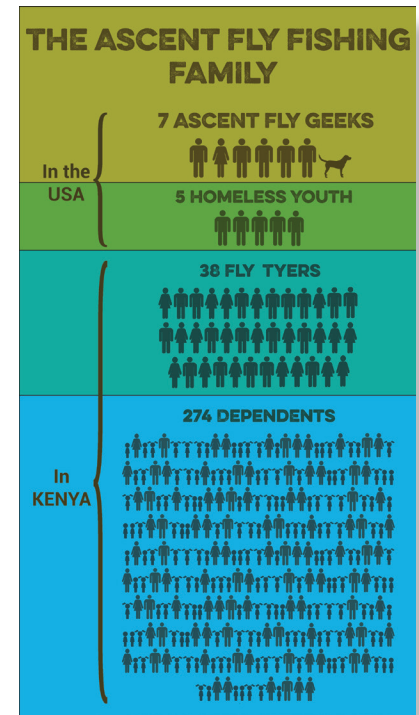 THE ASCENT FLY FISHING
FAMILY
7 ASCENT FLY GEEKS
In the
USA
5 HOMELESS YOUTH
38 FLY TYERS
274 DEPENDENTS
In
KENYA